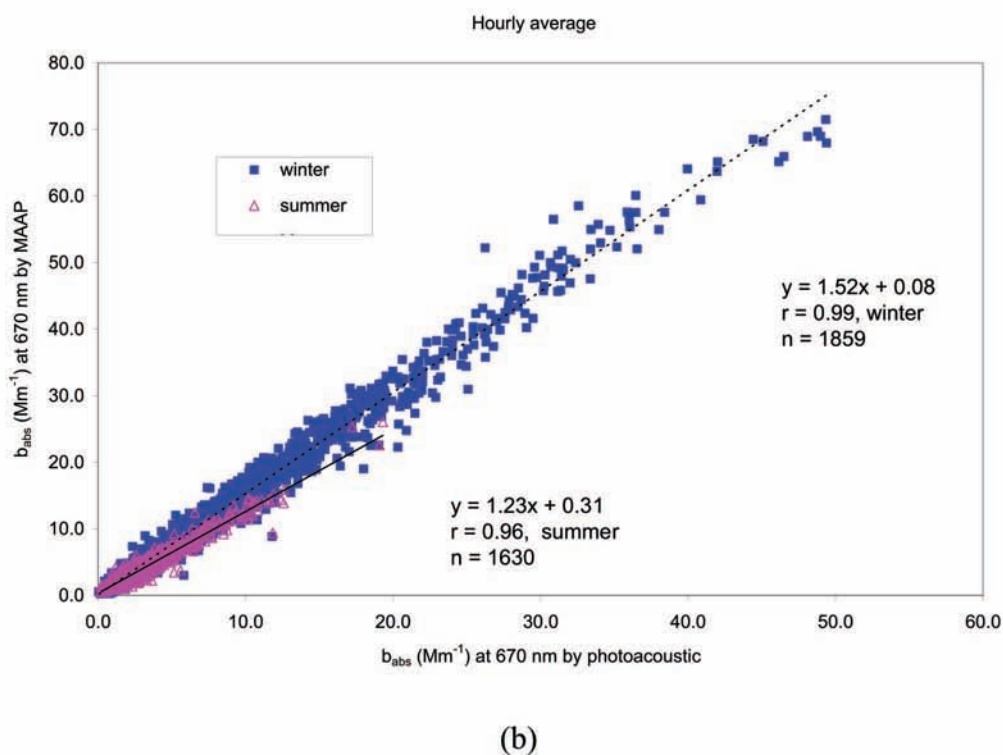 Hourly average
80.0
70.0
60.0
50.0
40.0
30.0
20.0
10.0
0.0
b_abs (Mm⁻¹) at 670 nm by MAAP
winter
summer
y = 1.52x + 0.08
r = 0.99, winter
n = 1859
y = 1.23x + 0.31
r = 0.96, summer
n = 1630
0.0 10.0 20.0 30.0 40.0 50.0 60.0
b_abs (Mm⁻¹) at 670 nm by photoacoustic
(b)